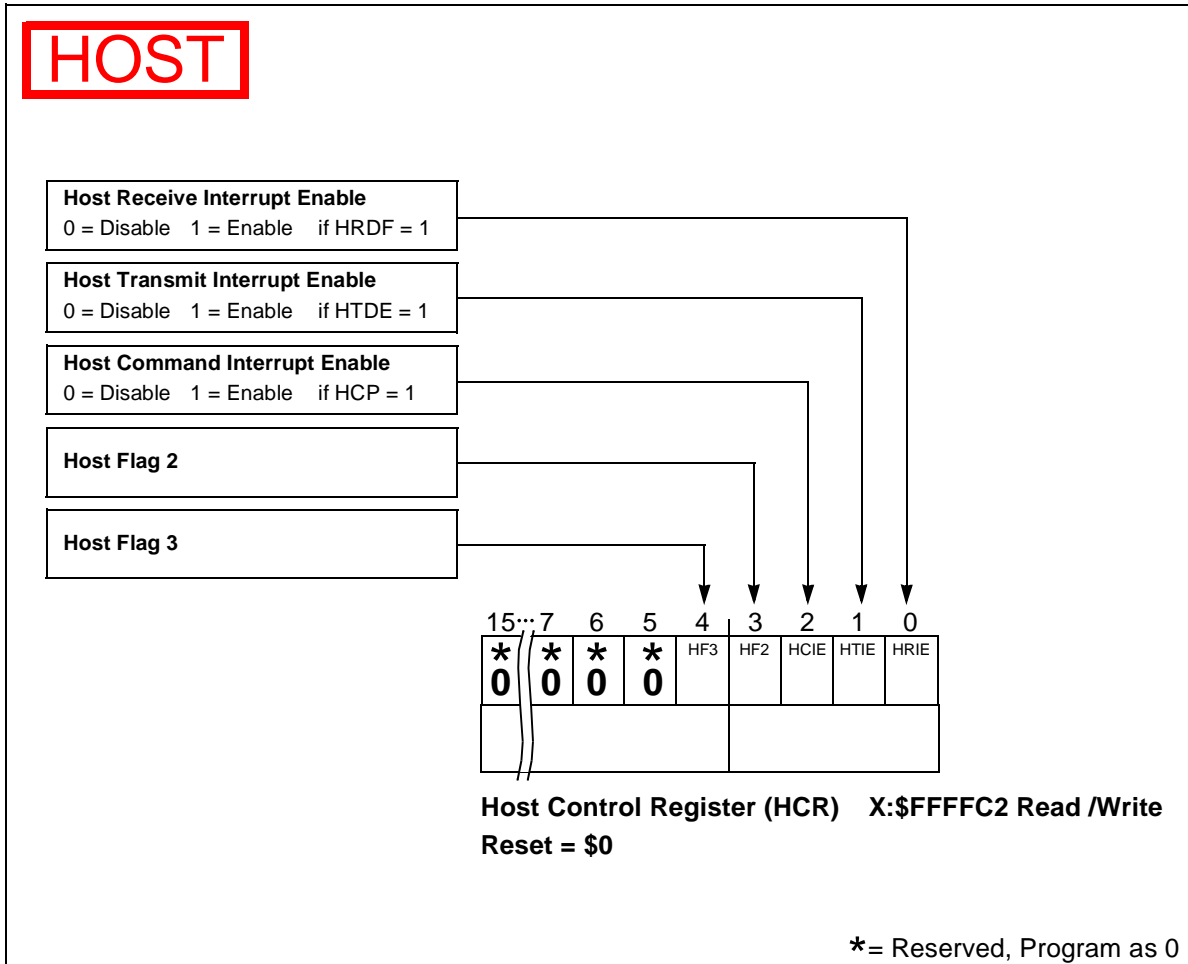 HOST
Host Receive Interrupt Enable
0 = Disable 1 = Enable if HRDF = 1
Host Transmit Interrupt Enable
0 = Disable 1 = Enable if HTDE = 1
Host Command Interrupt Enable
0 = Disable 1 = Enable if HCP = 1
Host Flag 2
Host Flag 3
15 ··· 7 6 5 4 3 2 1 0
* * * * HF3 HF2 HCIE HTIE HRIE
0 0 0 0
Host Control Register (HCR) X:$FFFFC2 Read /Write
Reset = $0
* = Reserved, Program as 0